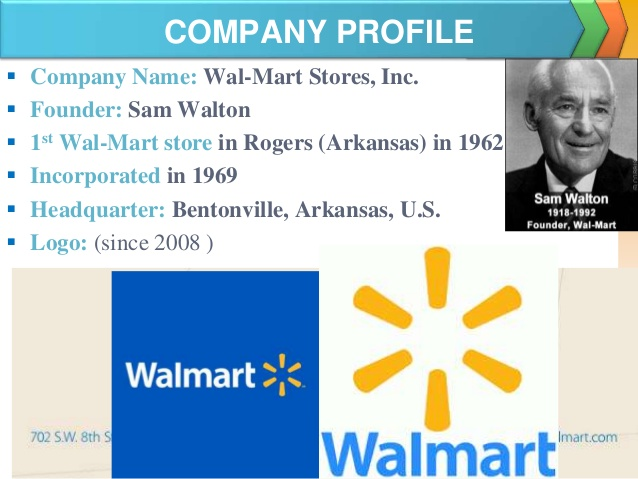 COMPANY PROFILE
▪ Company Name: Wal-Mart Stores, Inc.
▪ Founder: Sam Walton
▪ 1st Wal-Mart store in Rogers (Arkansas) in 1962
▪ Incorporated in 1969
▪ Headquarter: Bentonville, Arkansas, U.S.
▪ Logo: (since 2008 )
Sam Walton
1918-1992
Founder, Wal-Mart
Walmart
702 S.W. 8th S
lmart.com
Walmart